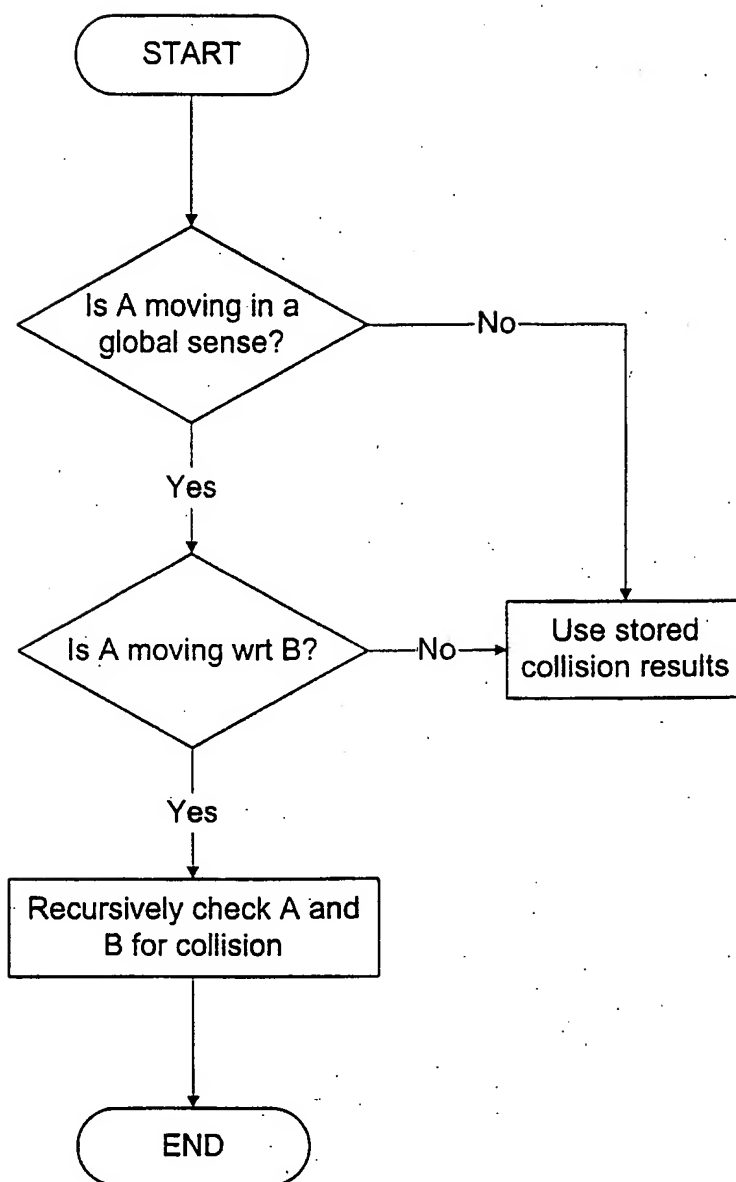 START
Is A moving in a
global sense?
No
Yes
Is A moving wrt B?
No
Use stored
collision results
Yes
Recursively check A and
B for collision
END